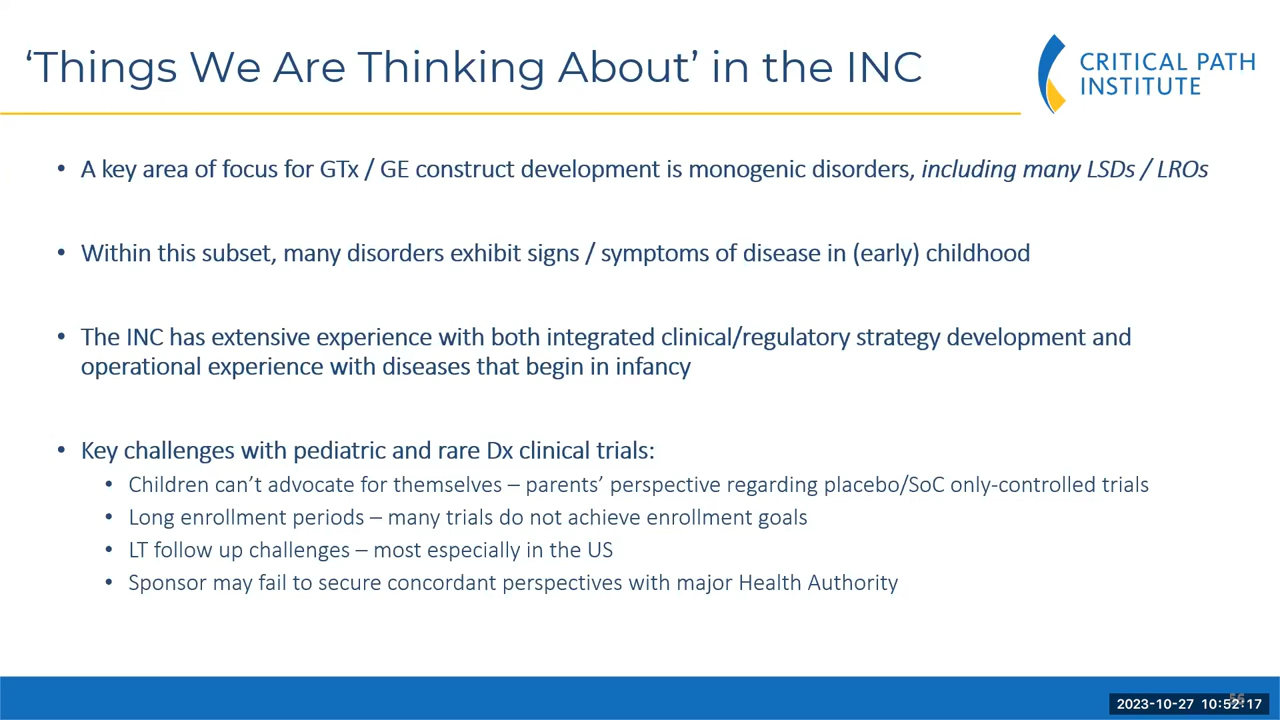 ‘Things We Are Thinking About’ in the INC
CRITICAL PATH
INSTITUTE
• A key area of focus for GTx / GE construct development is monogenic disorders, including many LSDs / LROs
• Within this subset, many disorders exhibit signs / symptoms of disease in (early) childhood
• The INC has extensive experience with both integrated clinical/regulatory strategy development and
operational experience with diseases that begin in infancy
• Key challenges with pediatric and rare Dx clinical trials:
• Children can’t advocate for themselves – parents’ perspective regarding placebo/SoC only-controlled trials
• Long enrollment periods – many trials do not achieve enrollment goals
• LT follow up challenges – most especially in the US
• Sponsor may fail to secure concordant perspectives with major Health Authority
2023-10-27 10:52:17